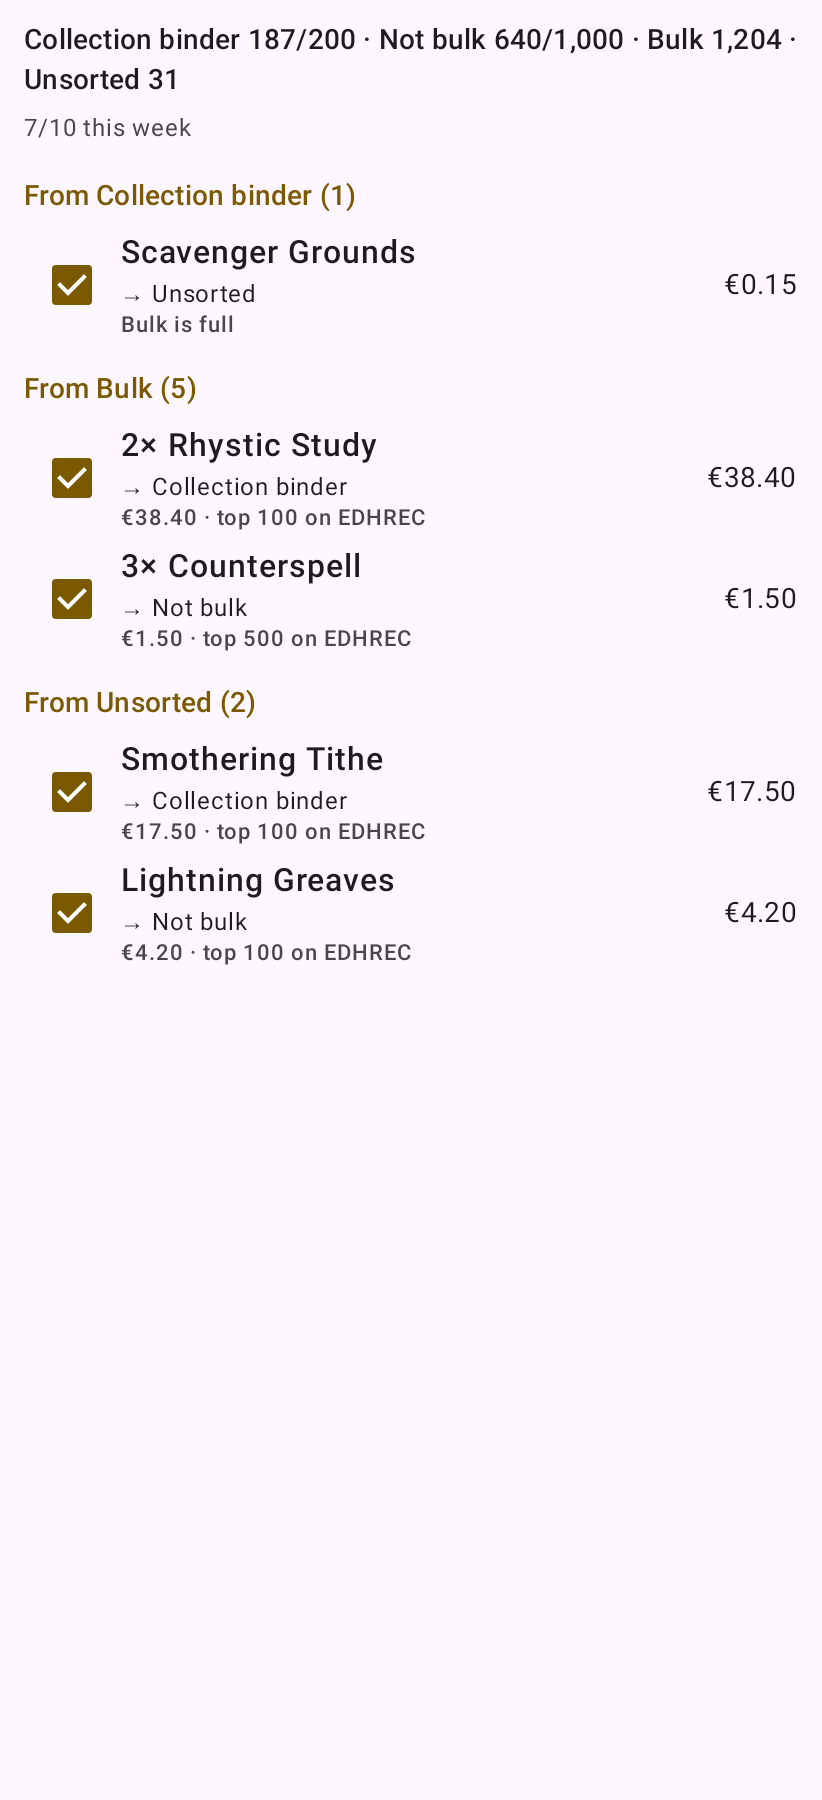 Collection binder 187/200 · Not bulk 640/1,000 · Bulk 1,204 ·
Unsorted 31
7/10 this week
From Collection binder (1)
Scavenger Grounds
→ Unsorted
Bulk is full
€0.15
From Bulk (5)
2× Rhystic Study
→ Collection binder
€38.40 · top 100 on EDHREC
€38.40
3× Counterspell
→ Not bulk
€1.50 · top 500 on EDHREC
€1.50
From Unsorted (2)
Smothering Tithe
→ Collection binder
€17.50 · top 100 on EDHREC
€17.50
Lightning Greaves
→ Not bulk
€4.20 · top 100 on EDHREC
€4.20